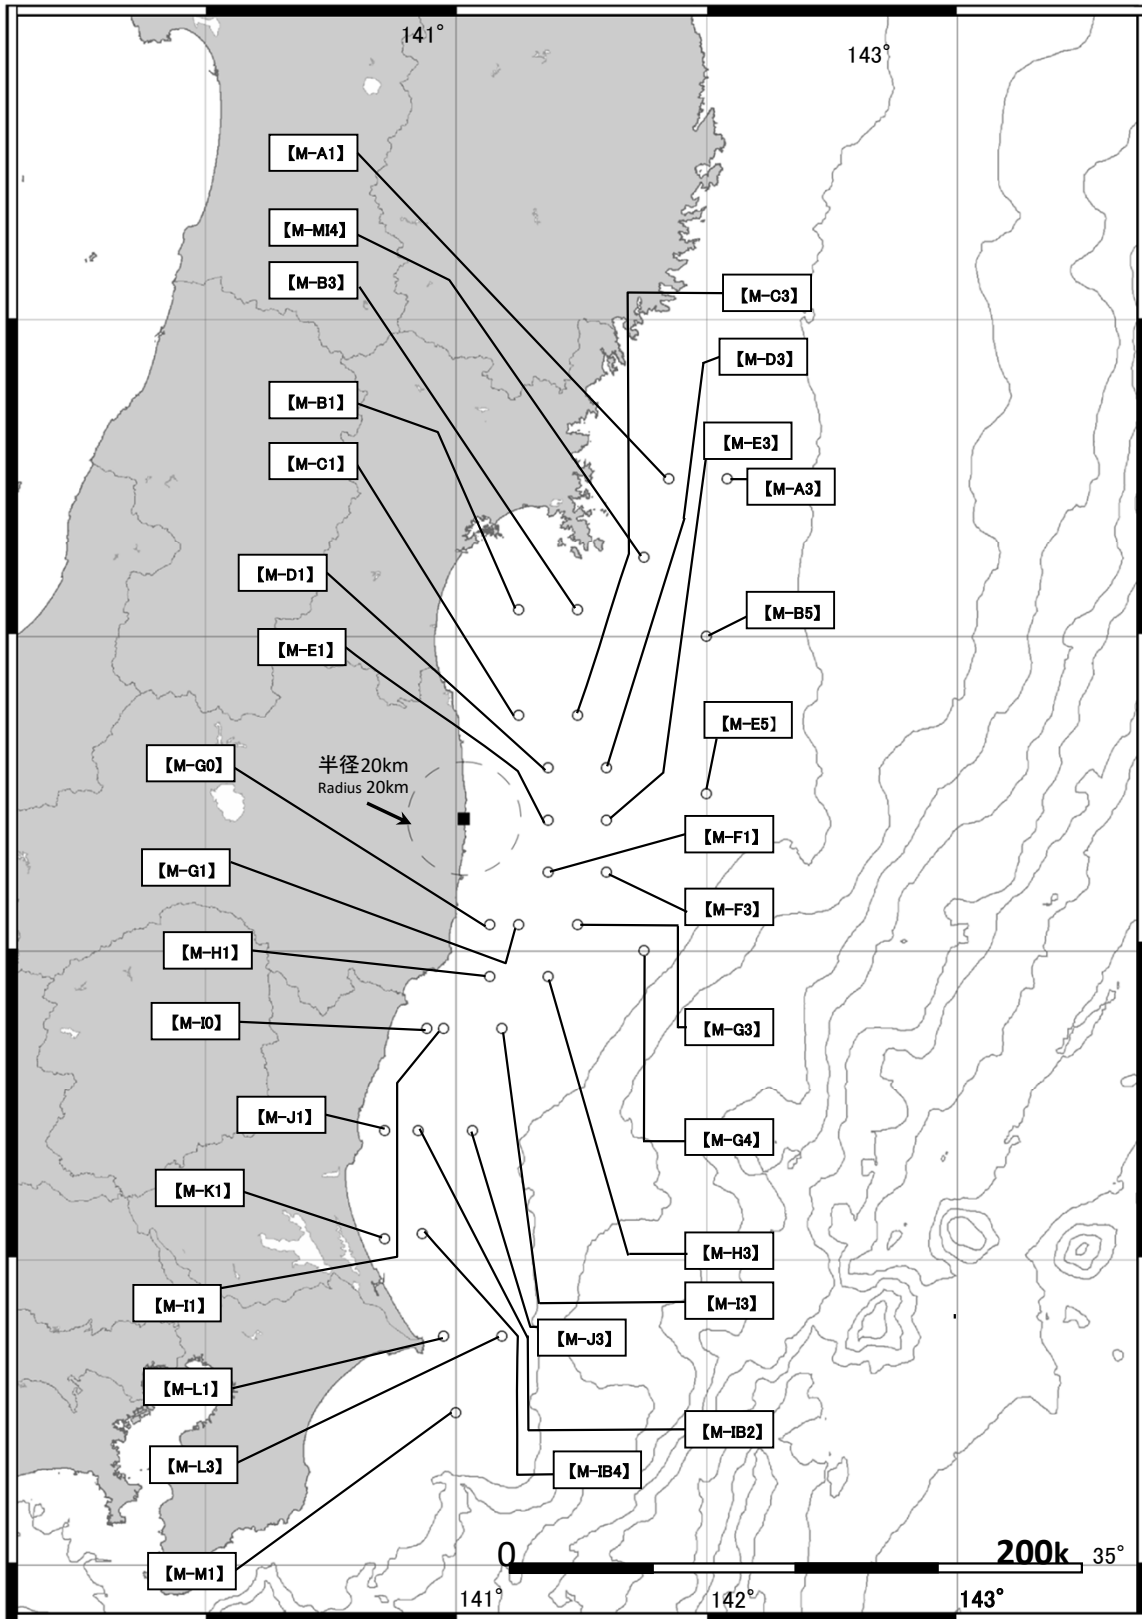 141°
143°
【M-A1】
【M-MI4】
【M-B3】
【M-C3】
【M-D3】
【M-B1】
【M-E3】
【M-C1】
【M-A3】
【M-D1】
【M-B5】
【M-E1】
【M-E5】
【M-G0】
半径20km
Radius 20km
【M-F1】
【M-G1】
【M-F3】
【M-H1】
【M-I0】
【M-G3】
【M-J1】
【M-G4】
【M-K1】
【M-H3】
【M-I1】
【M-I3】
【M-J3】
【M-L1】
【M-IB2】
【M-L3】
【M-IB4】
【M-M1】
0
200k
35°
141°
142°
143°